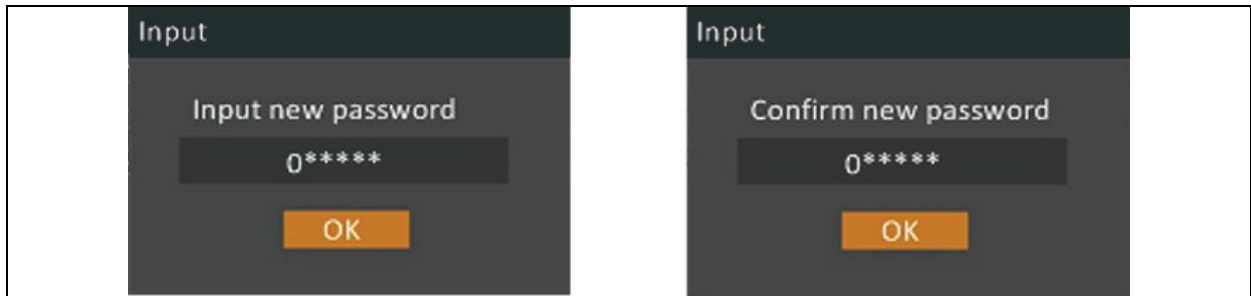 Input
Input new password
0*****
OK
Input
Confirm new password
0*****
OK